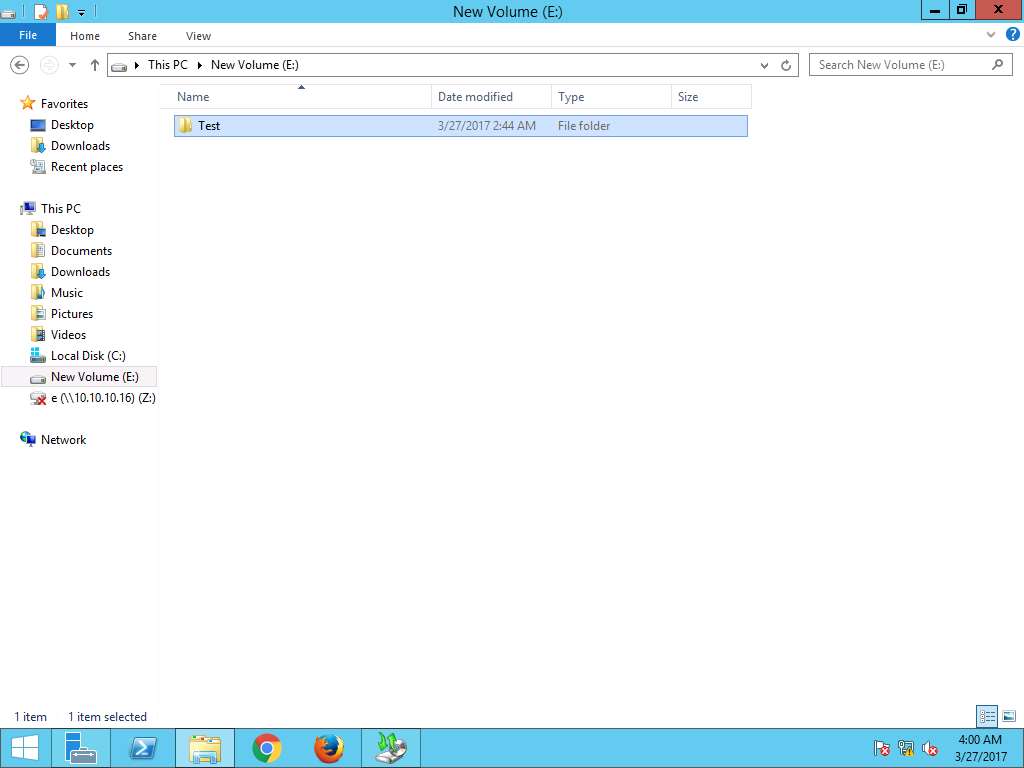 New Volume (E:)
File Home Share View
This PC New Volume (E:) Search New Volume (E:)
Name Date modified Type Size
Test 3/27/2017 2:44 AM File folder
Favorites
Desktop
Downloads
Recent places
This PC
Desktop
Documents
Downloads
Music
Pictures
Videos
Local Disk (C:)
New Volume (E:)
e (\\10.10.10.16) (Z:)
Network
1 item 1 item selected
4:00 AM
3/27/2017